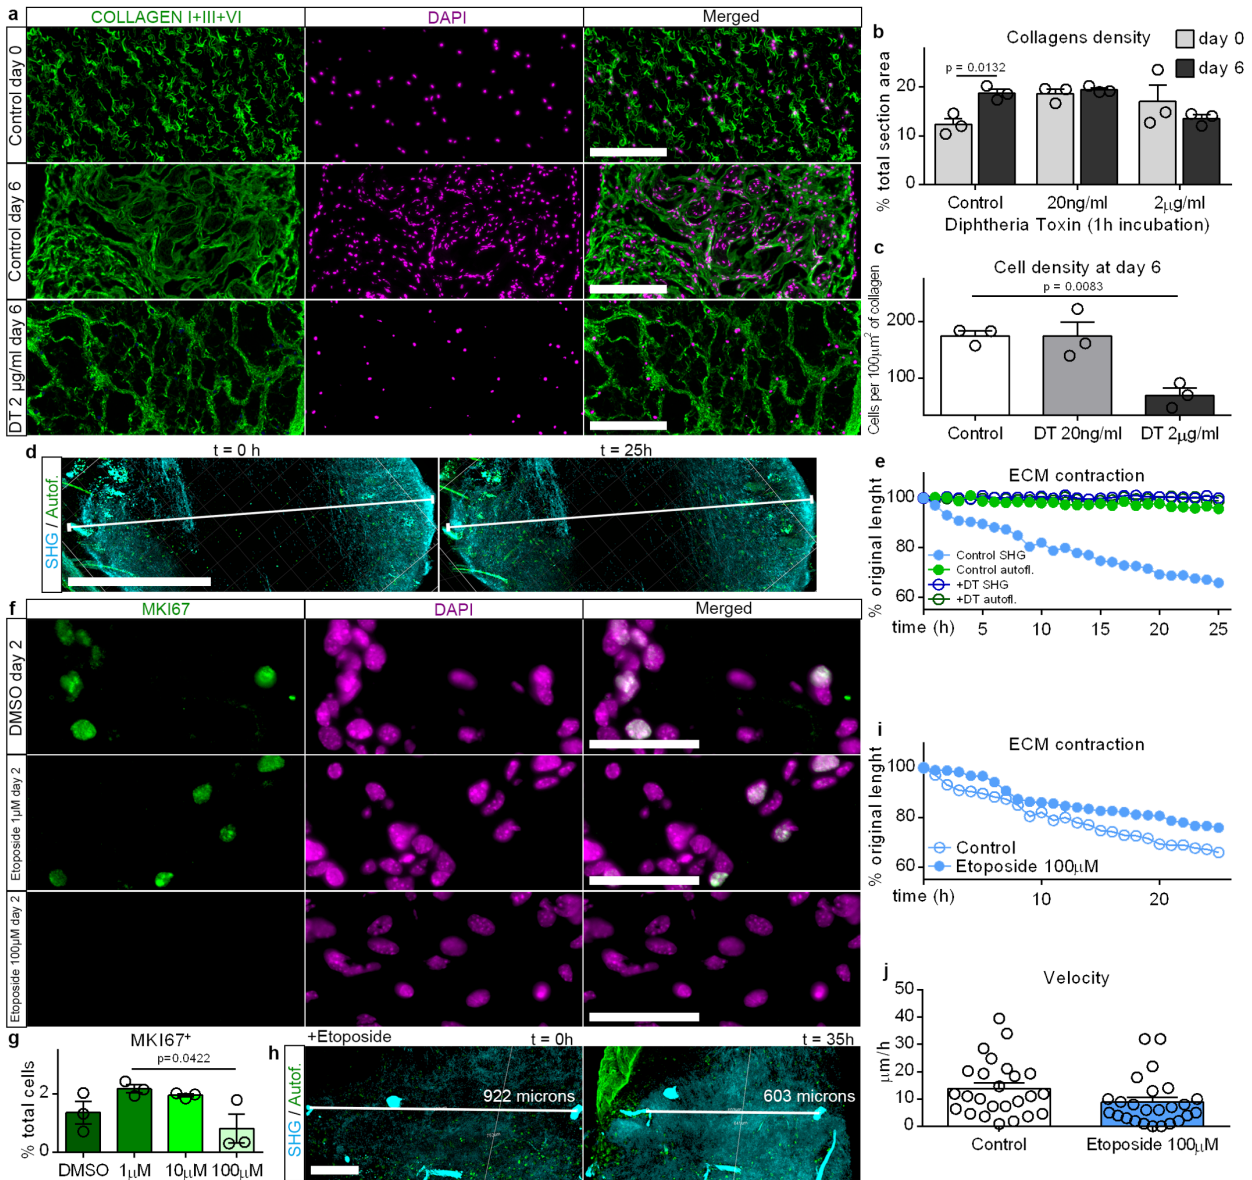 a
COLLAGEN I+III+VI
DAPI
Merged
Control day 0
Control day 6
DT 2 µg/ml day 6
b
Collagens density
day 0
day 6
p = 0.0132
% total section area
20
10
0
Control
20ng/ml
2µg/ml
Diphtheria Toxin (1h incubation)
c
Cell density at day 6
p = 0.0083
Cells per 100µm² of collagen
200
100
Control
DT 20ng/ml
DT 2µg/ml
d
t = 0 h
t = 25h
SHG / Autof.
e
ECM contraction
% original lenght
100
80
60
Control SHG
Control autofl.
+DT SHG
+DT autofl.
time (h)
5
10
15
20
25
f
MKI67
DAPI
Merged
DMSO day 2
Etoposide 1µM day 2
Etoposide 100µM day 2
g
MKI67⁺
p=0.0422
% total cells
2
0
DMSO
1µM
10µM
100µM
h
+Etoposide
t = 0h
t = 35h
SHG / Autof.
922 microns
603 microns
i
ECM contraction
% original lenght
100
80
60
Control
Etoposide 100µM
time (h)
10
20
j
Velocity
µm/h
50
40
30
20
10
0
Control
Etoposide 100µM